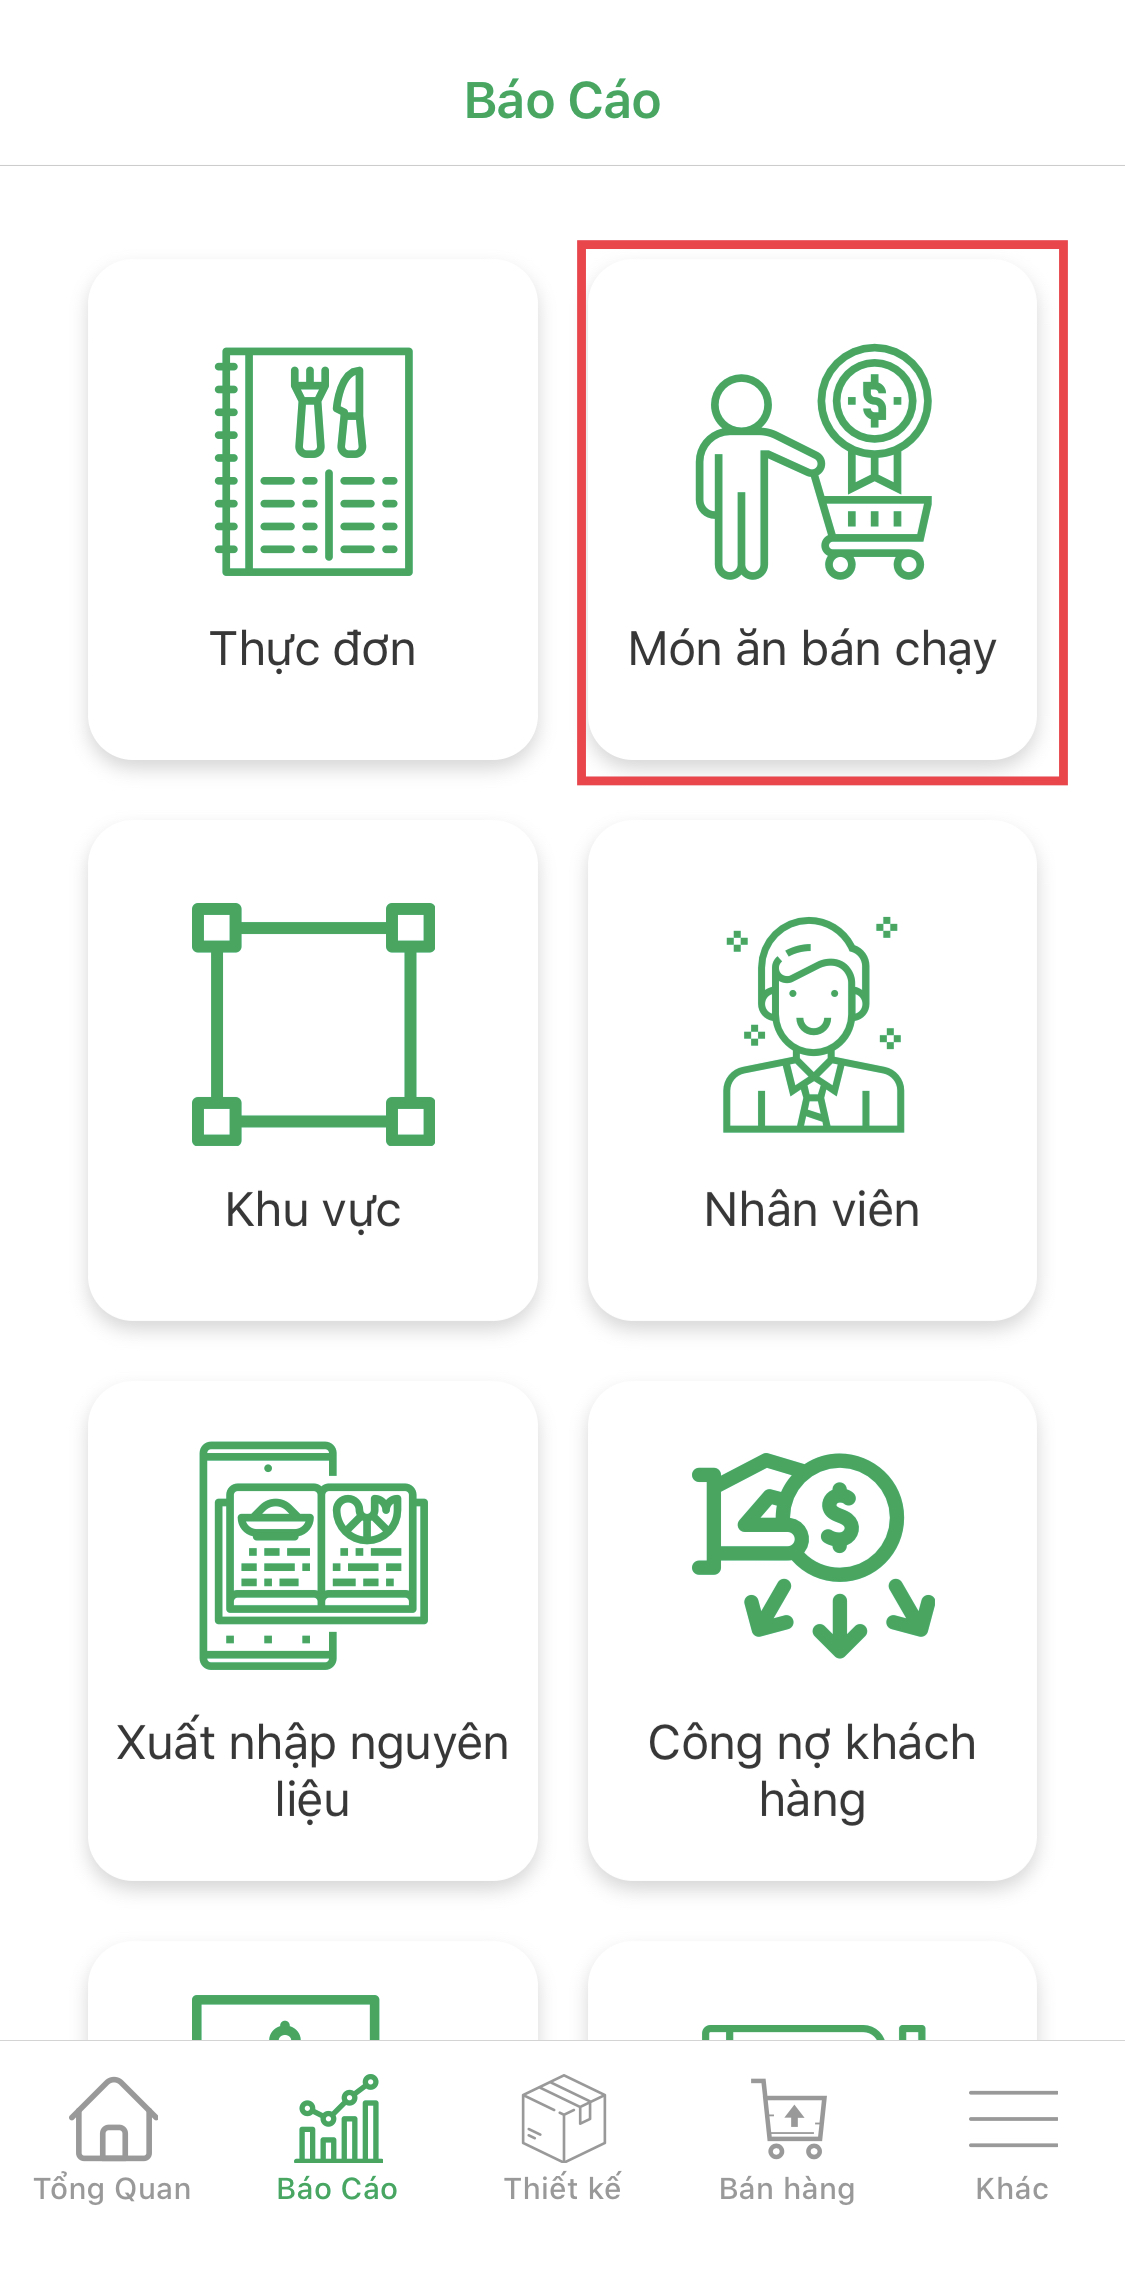 Báo Cáo
Thực đơn
Món ăn bán chạy
Khu vực
Nhân viên
Xuất nhập nguyên
liệu
Công nợ khách
hàng
Tổng Quan
Báo Cáo
Thiết kế
Bán hàng
Khác